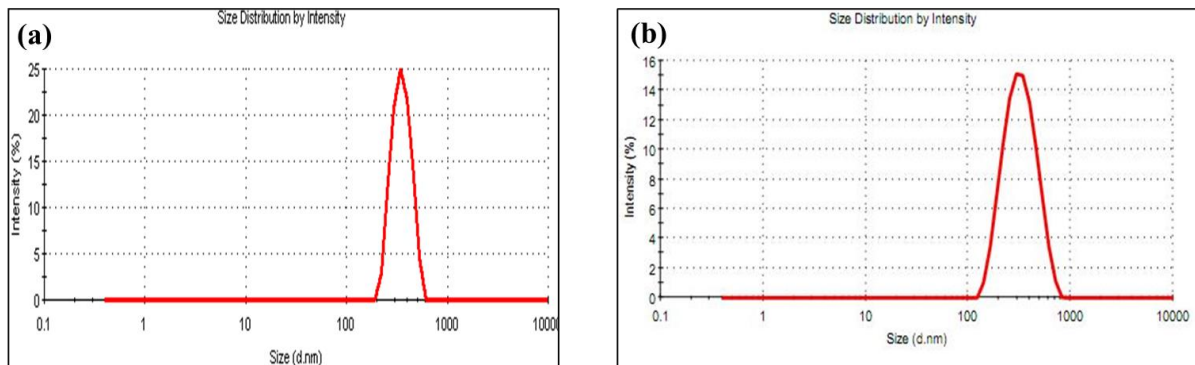 Size Distribution by Intensity
(a)
25
20
15
10
5
0
Intensity (%)
0.1 1 10 100 1000 10000
Size (d.nm)
Size Distribution by Intensity
(b)
16
14
12
10
8
6
4
2
0
Intensity (%)
0.1 1 10 100 1000 10000
Size (d.nm)